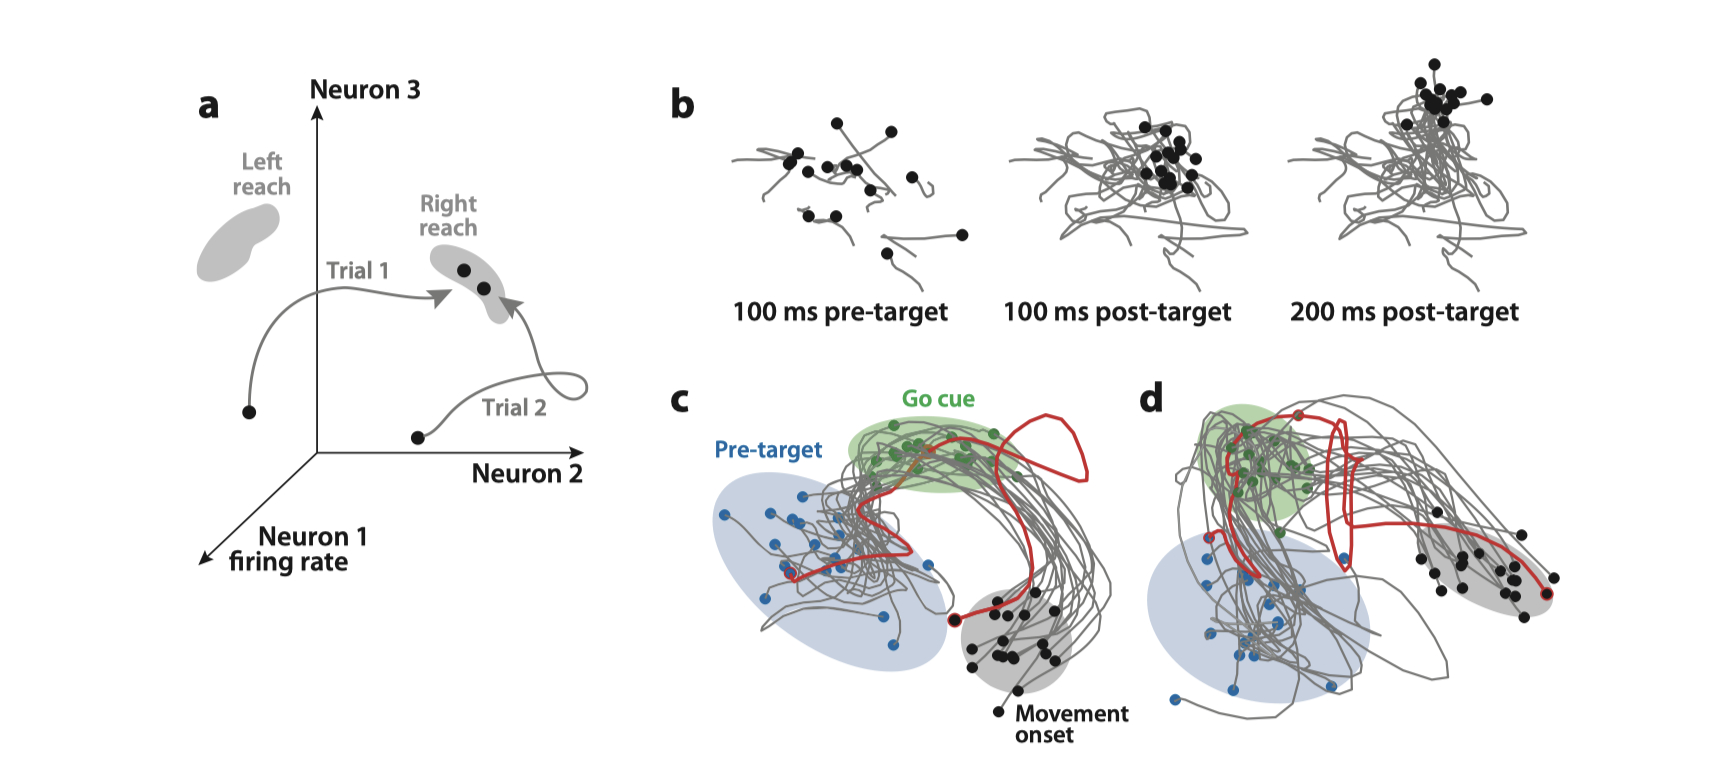 a
Neuron 3
Left
reach
Right
reach
Trial 1
Trial 2
Neuron 2
Neuron 1
firing rate
b
100 ms pre-target
100 ms post-target
200 ms post-target
c
Go cue
Pre-target
Movement
onset
d